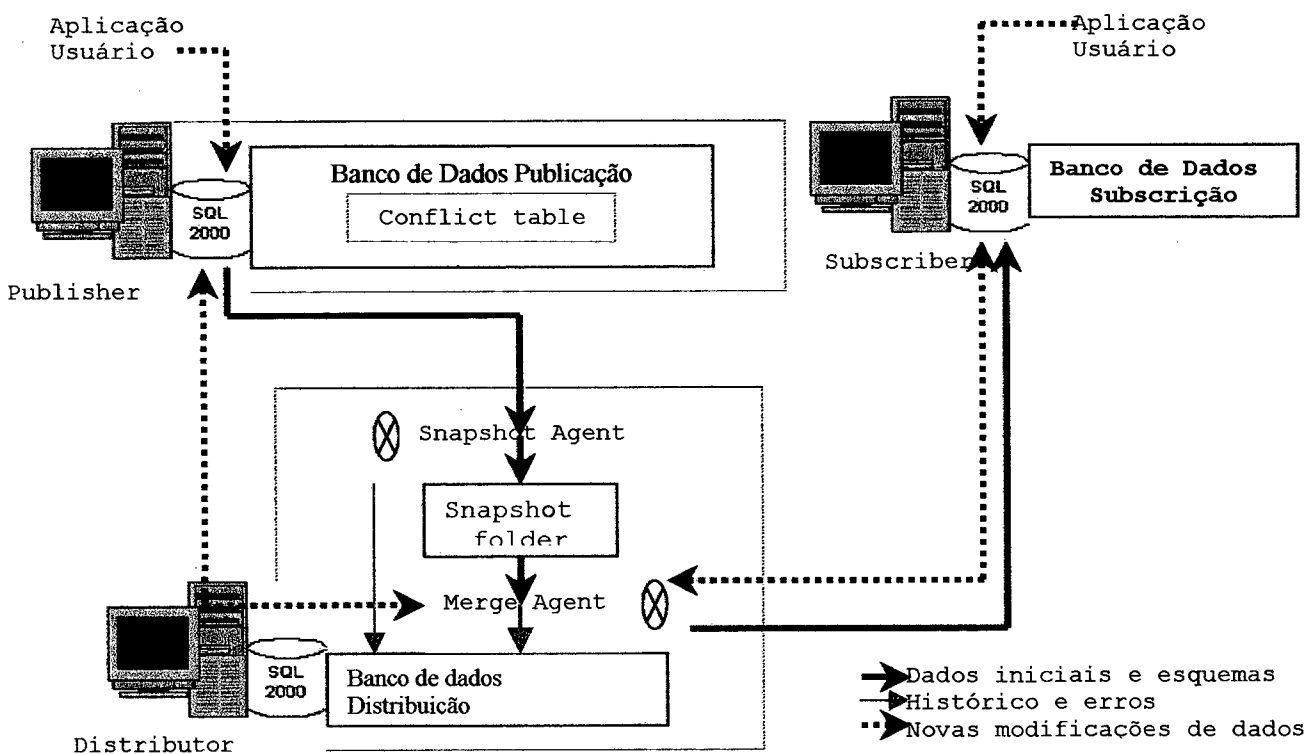 Aplicação
Usuário
Aplicação
Usuário
Banco de Dados Publicação
Conflict table
SQL
2000
Publisher
Banco de Dados
Subscrição
SQL
2000
Subscriber
Snapshot Agent
Snapshot
folder
Merge Agent
SQL
2000
Banco de dados
Distribuição
Distributor
Dados iniciais e esquemas
Histórico e erros
Novas modificações de dados